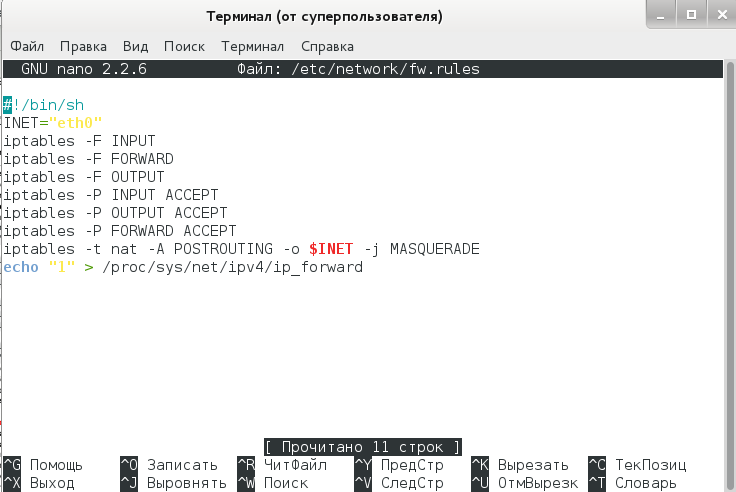 Терминал (от суперпользователя)
Файл Правка Вид Поиск Терминал Справка
GNU nano 2.2.6 Файл: /etc/network/fw.rules
#!/bin/sh
INET="eth0"
iptables -F INPUT
iptables -F FORWARD
iptables -F OUTPUT
iptables -P INPUT ACCEPT
iptables -P OUTPUT ACCEPT
iptables -P FORWARD ACCEPT
iptables -t nat -A POSTROUTING -o $INET -j MASQUERADE
echo "1" > /proc/sys/net/ipv4/ip_forward
[ Прочитано 11 строк ]
^G Помощь ^O Записать ^R ЧитФайл ^Y ПредСтр ^K Вырезать ^C ТекПозиц
^X Выход ^J Выровнять ^W Поиск ^V СледСтр ^U ОтмВырезк ^T Словарь